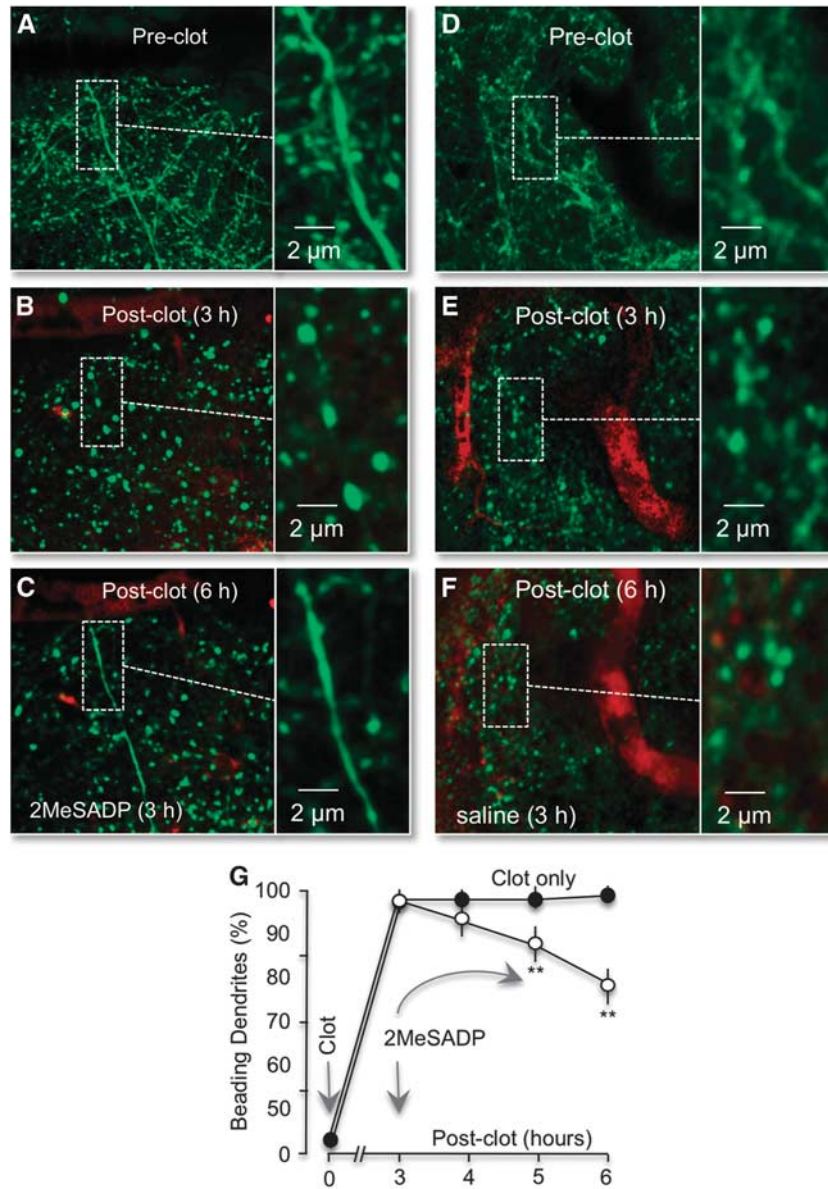 A
Pre-clot
2 µm
B
Post-clot (3 h)
2 µm
C
Post-clot (6 h)
2MeSADP (3 h)
2 µm
D
Pre-clot
2 µm
E
Post-clot (3 h)
2 µm
F
Post-clot (6 h)
saline (3 h)
2 µm
G
Clot only
Beading Dendrites (%)
100
90
80
70
60
50
0
Clot
**
**
2MeSADP
Post-clot (hours)
0 3 4 5 6